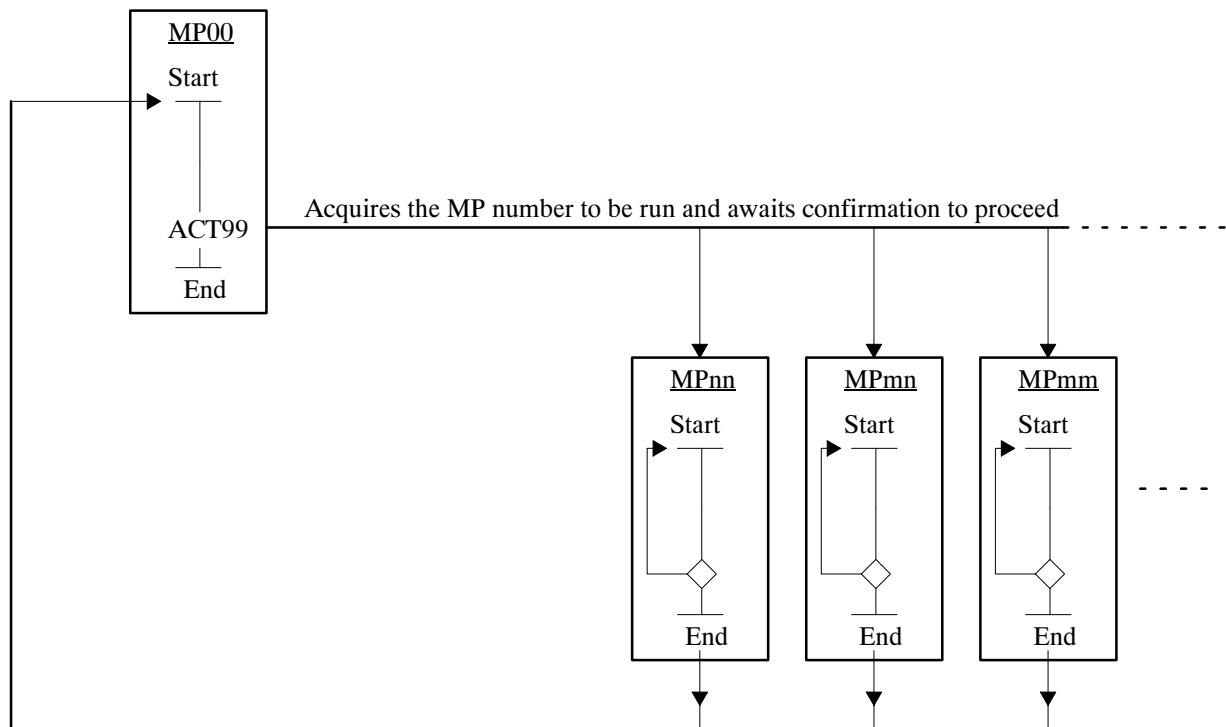 MP00
Start
Acquires the MP number to be run and awaits confirmation to proceed
ACT99
End
MPnn MPmn MPmm
Start Start Start
End End End